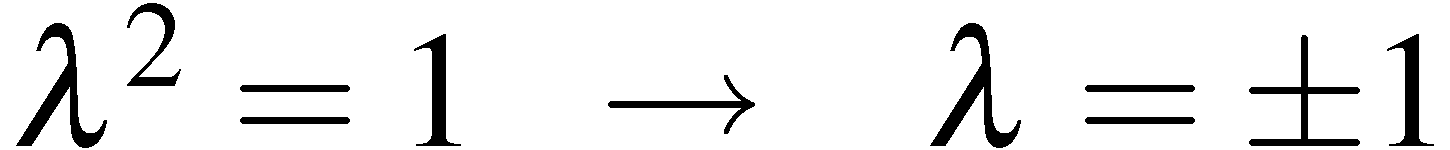 λ² = 1 → λ = ±1